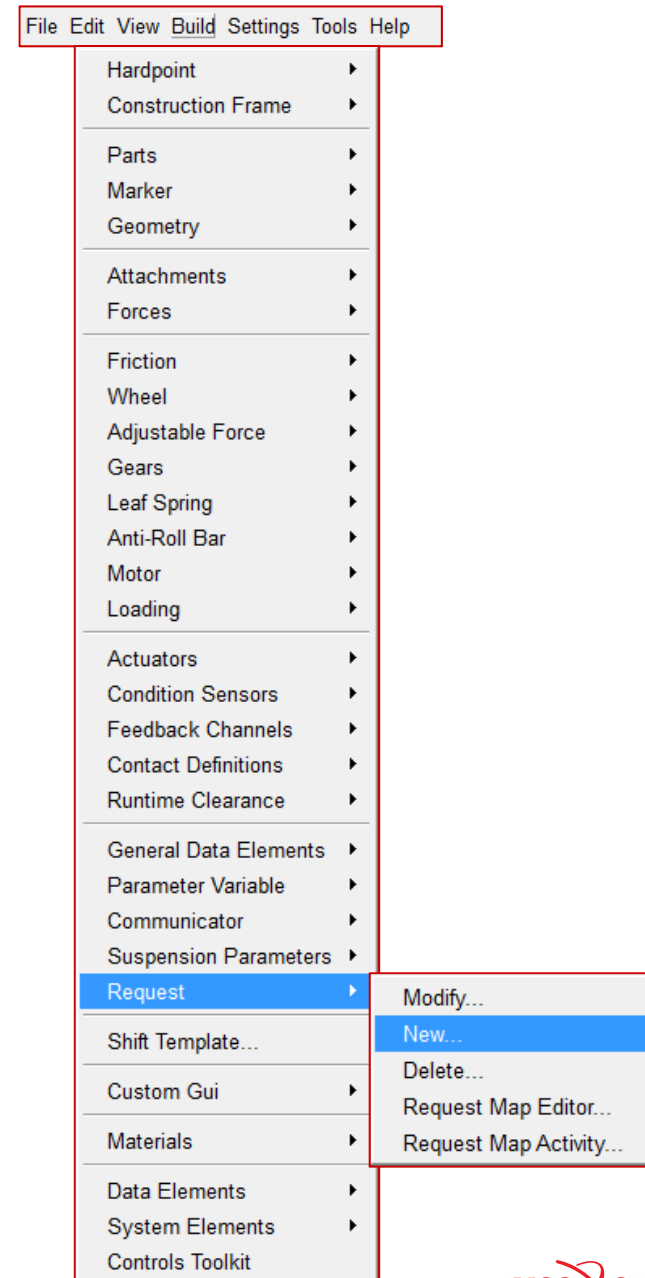 File Edit View Build Settings Tools Help
Hardpoint
Construction Frame
Parts
Marker
Geometry
Attachments
Forces
Friction
Wheel
Adjustable Force
Gears
Leaf Spring
Anti-Roll Bar
Motor
Loading
Actuators
Condition Sensors
Feedback Channels
Contact Definitions
Runtime Clearance
General Data Elements
Parameter Variable
Communicator
Suspension Parameters
Request
Modify...
New...
Delete...
Request Map Editor...
Request Map Activity...
Shift Template...
Custom Gui
Materials
Data Elements
System Elements
Controls Toolkit